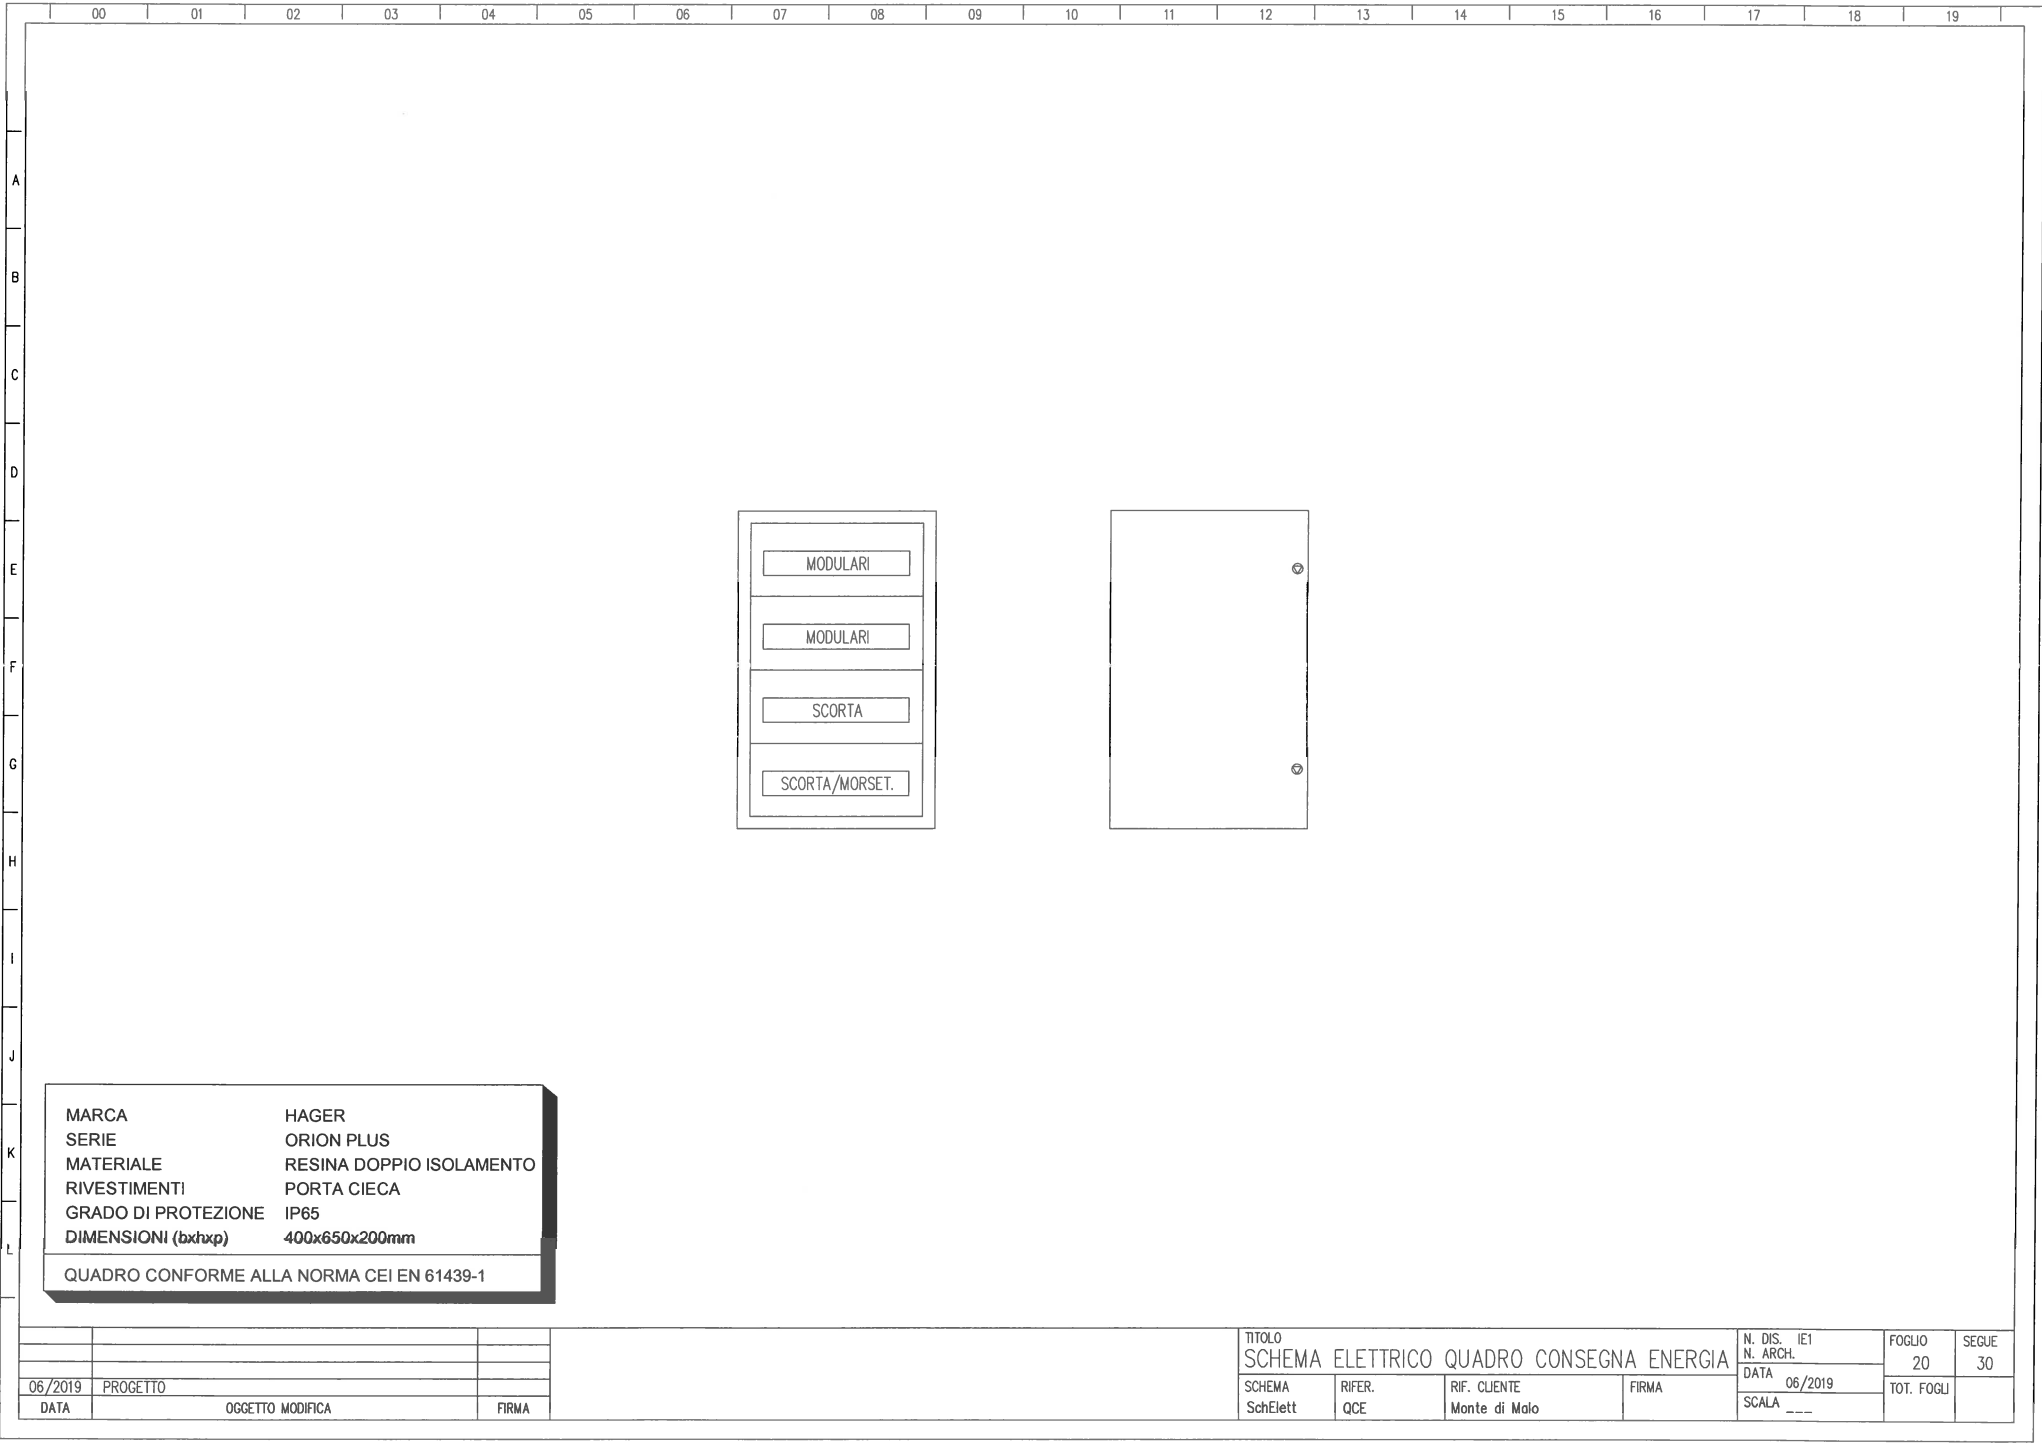 00 01 02 03 04 05 06 07 08 09 10 11 12 13 14 15 16 17 18 19
A
B
C
D
E
F
G
H
I
J
K
L
MODULARI
MODULARI
SCORTA
SCORTA/MORSET.
MARCA HAGER
SERIE ORION PLUS
MATERIALE RESINA DOPPIO ISOLAMENTO
RIVESTIMENTI PORTA CIECA
GRADO DI PROTEZIONE IP65
DIMENSIONI (bxhxp) 400x650x200mm
QUADRO CONFORME ALLA NORMA CEI EN 61439-1
06/2019 PROGETTO
DATA OGGETTO MODIFICA FIRMA
TITOLO
SCHEMA ELETTRICO QUADRO CONSEGNA ENERGIA
SCHEMA RIFER. RIF. CLIENTE FIRMA
SchElett QCE Monte di Malo
N. DIS. IE1
N. ARCH.
DATA
06/2019
SCALA ___
FOGLIO SEGUE
20 30
TOT. FOGLI